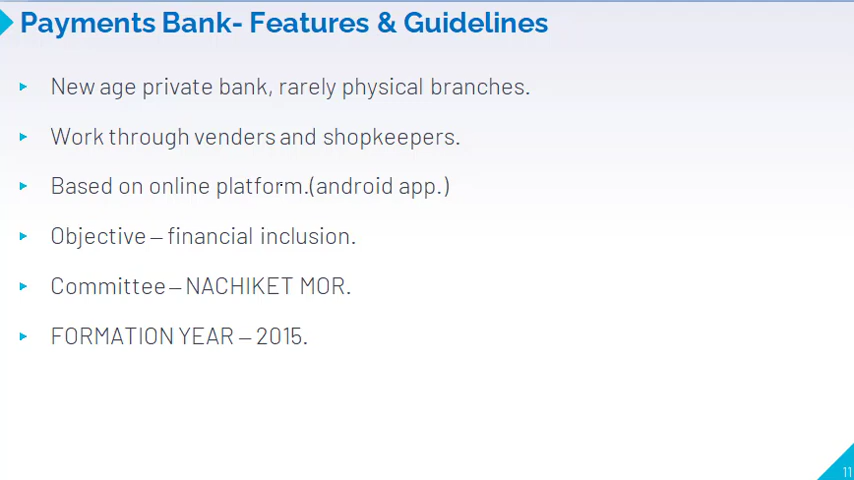 Payments Bank- Features & Guidelines
New age private bank, rarely physical branches.
Work through venders and shopkeepers.
Based on online platform.(android app.)
Objective – financial inclusion.
Committee – NACHIKET MOR.
FORMATION YEAR – 2015.
11